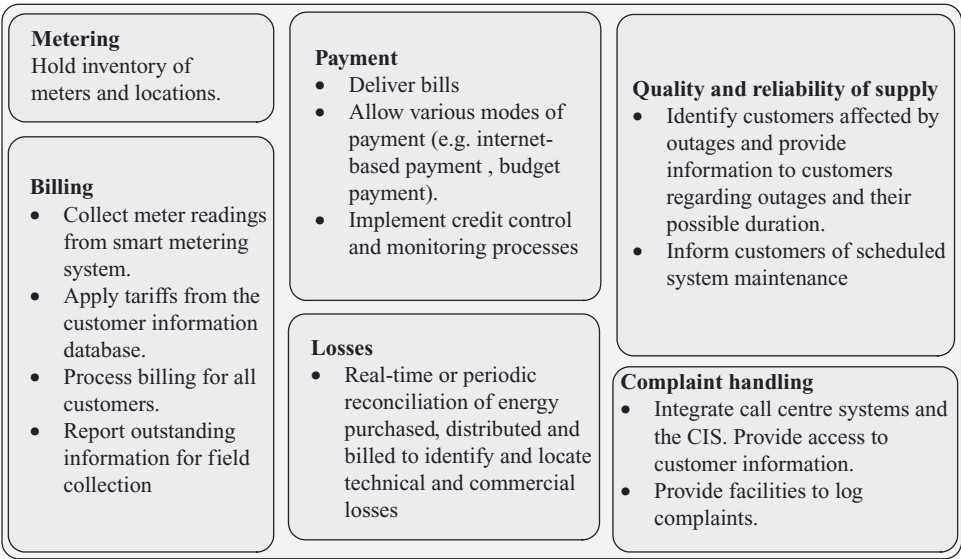 Metering
Hold inventory of
meters and locations.
Billing
• Collect meter readings
from smart metering
system.
• Apply tariffs from the
customer information
database.
• Process billing for all
customers.
• Report outstanding
information for field
collection
Payment
• Deliver bills
• Allow various modes of
payment (e.g. internet-
based payment , budget
payment).
• Implement credit control
and monitoring processes
Losses
• Real-time or periodic
reconciliation of energy
purchased, distributed and
billed to identify and locate
technical and commercial
losses
Quality and reliability of supply
• Identify customers affected by
outages and provide
information to customers
regarding outages and their
possible duration.
• Inform customers of scheduled
system maintenance
Complaint handling
• Integrate call centre systems and
the CIS. Provide access to
customer information.
• Provide facilities to log
complaints.